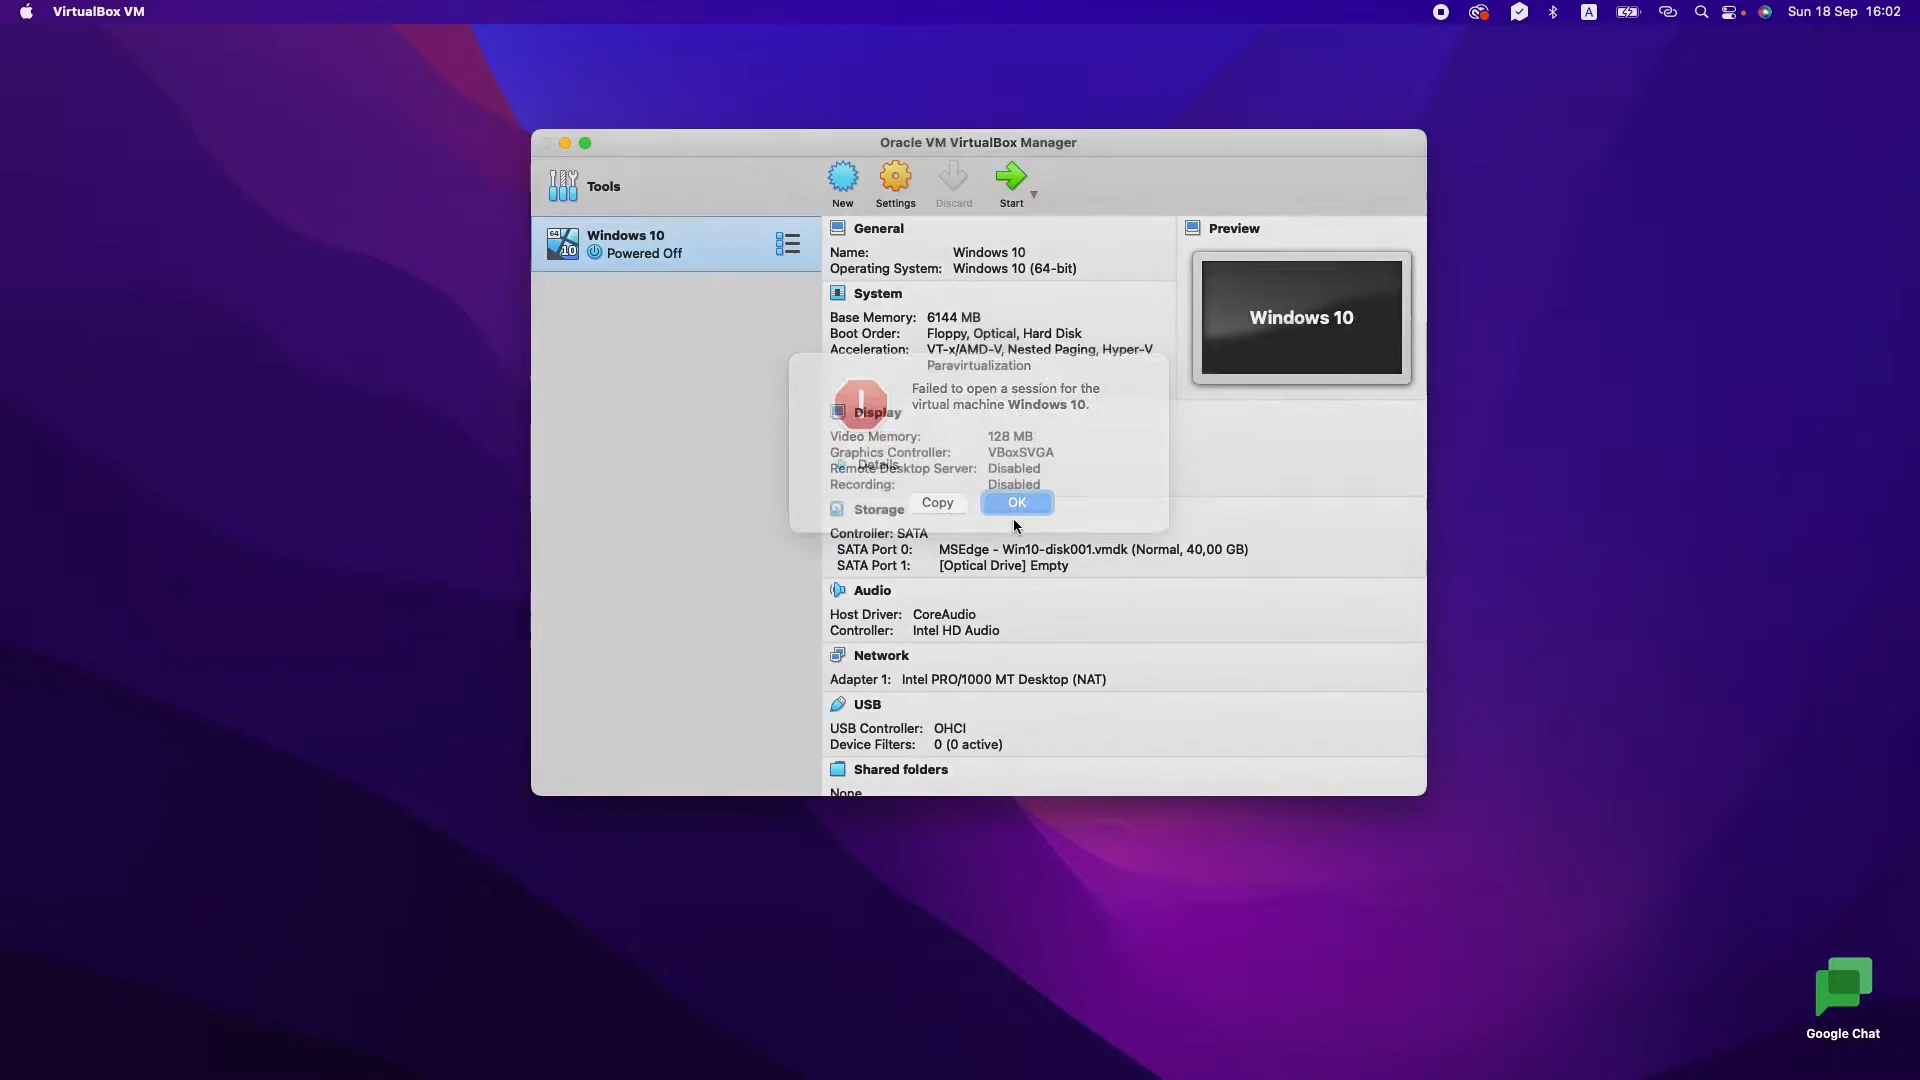 VirtualBox VM
A
Sun 18 Sep 16:02
Oracle VM VirtualBox Manager
Tools
New
Settings
Discard
Start
64
10
Windows 10
Powered Off
General
Name: Windows 10
Operating System: Windows 10 (64-bit)
Preview
Windows 10
System
Base Memory: 6144 MB
Boot Order: Floppy, Optical, Hard Disk
Acceleration: VT-x/AMD-V, Nested Paging, Hyper-V
Paravirtualization
Failed to open a session for the
virtual machine Windows 10.
Display
Video Memory: 128 MB
Graphics Controller: VBoxSVGA
Details
Remote Desktop Server: Disabled
Recording: Disabled
Copy
OK
Storage
Controller: SATA
SATA Port 0: MSEdge - Win10-disk001.vmdk (Normal, 40,00 GB)
SATA Port 1: [Optical Drive] Empty
Audio
Host Driver: CoreAudio
Controller: Intel HD Audio
Network
Adapter 1: Intel PRO/1000 MT Desktop (NAT)
USB
USB Controller: OHCI
Device Filters: 0 (0 active)
Shared folders
None
Google Chat